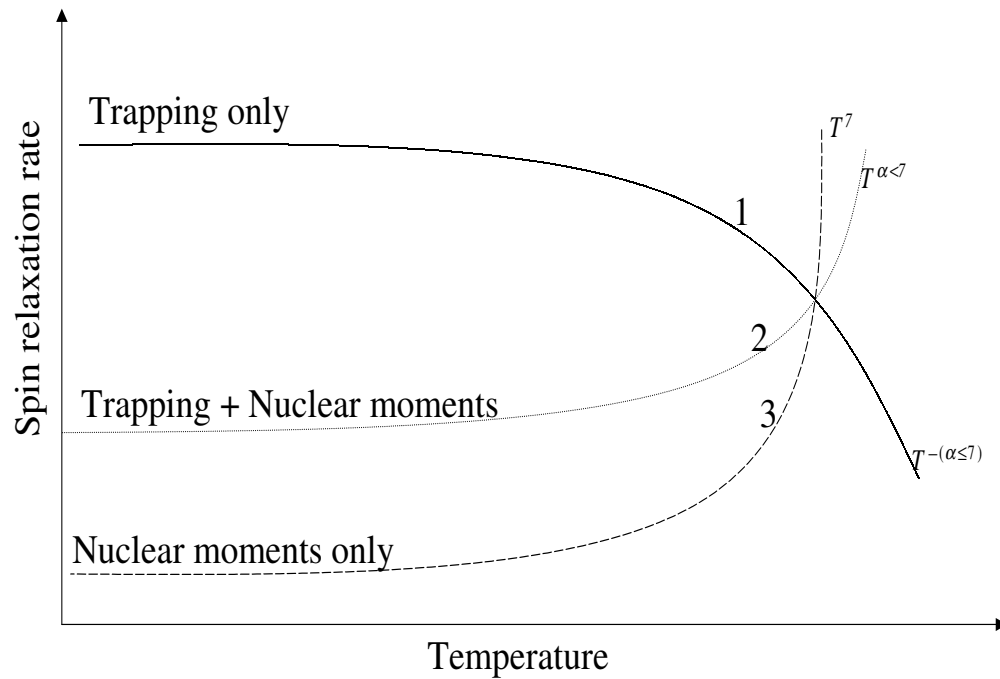 Trapping only
T^7
T^{α<7}
1
2
Trapping + Nuclear moments
3
T^{-(α≤7)}
Nuclear moments only
Spin relaxation rate
Temperature